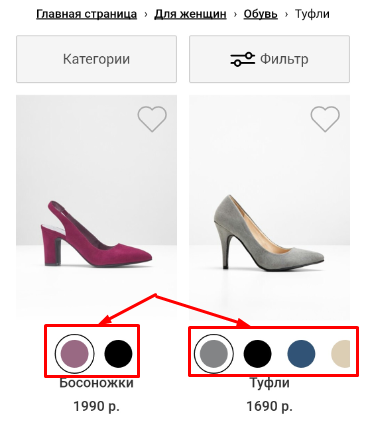 Главная страница › Для женщин › Обувь › Туфли
Категории
Фильтр
Босоножки
Туфли
1990 р.
1690 р.